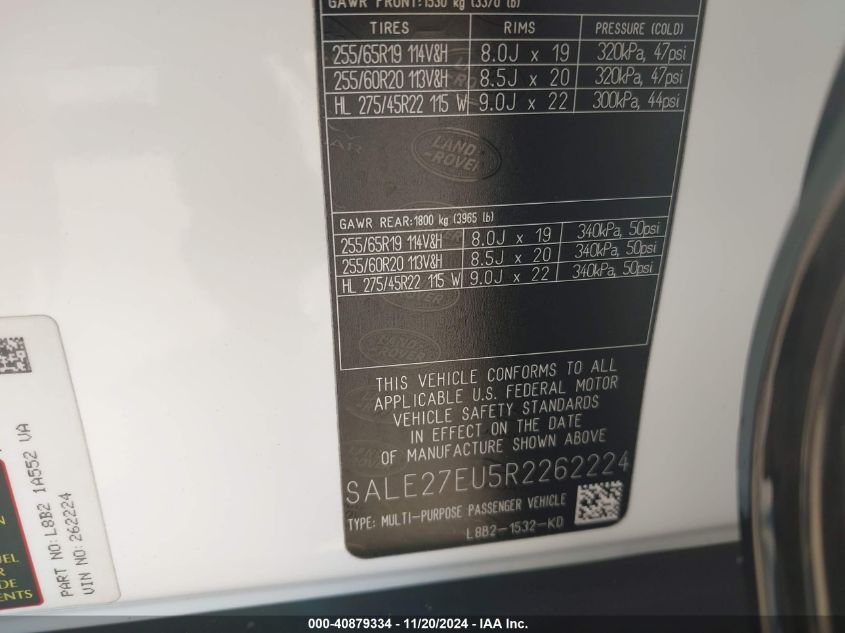 GAWR FRONT:1530 kg (3370 lb)
TIRES RIMS PRESSURE (COLD)
255/65R19 114V&H 8.0J x 19 320kPa, 47psi
255/60R20 113V&H 8.5J x 20 320kPa, 47psi
HL 275/45R22 115 W 9.0J x 22 300kPa, 44psi
LAND
ROVER
GAWR REAR:1800 kg (3965 lb)
255/65R19 114V&H 8.0J x 19 340kPa, 50psi
255/60R20 113V&H 8.5J x 20 340kPa, 50psi
HL 275/45R22 115 W 9.0J x 22 340kPa, 50psi
THIS VEHICLE CONFORMS TO ALL
APPLICABLE U.S. FEDERAL MOTOR
VEHICLE SAFETY STANDARDS
IN EFFECT ON THE DATE
OF MANUFACTURE SHOWN ABOVE
SALE27EU5R2262224
TYPE: MULTI-PURPOSE PASSENGER VEHICLE
L8B2-1532-KD
PART NO:L8B2 1A552 VA
VIN NO: 262224
000-40879334 - 11/20/2024 - IAA Inc.